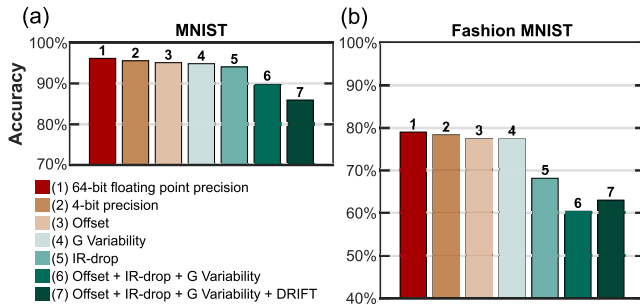 (a)
MNIST
Accuracy
100%
90%
80%
70%
1
2
3
4
5
6
7
(1) 64-bit floating point precision
(2) 4-bit precision
(3) Offset
(4) G Variability
(5) IR-drop
(6) Offset + IR-drop + G Variability
(7) Offset + IR-drop + G Variability + DRIFT
(b)
Fashion MNIST
100%
90%
80%
70%
60%
50%
40%
1
2
3
4
5
6
7